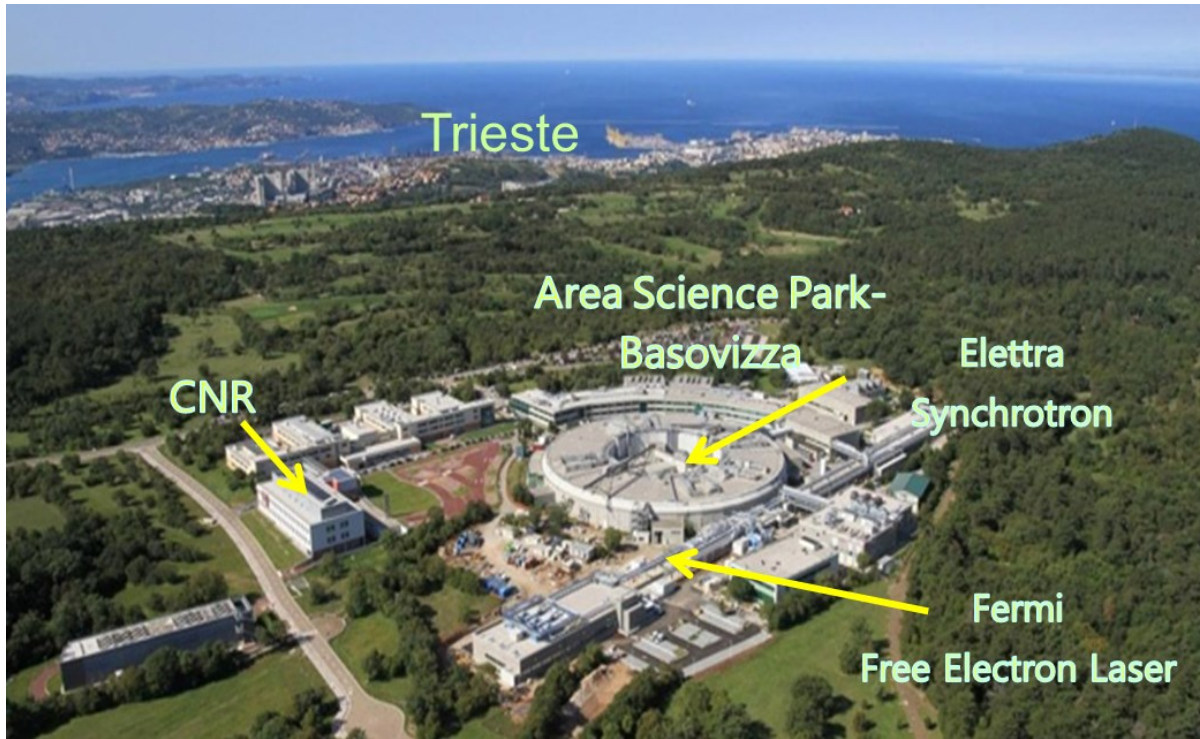 Trieste
Area Science Park-
Basovizza
Elettra
Synchrotron
CNR
Fermi
Free Electron Laser